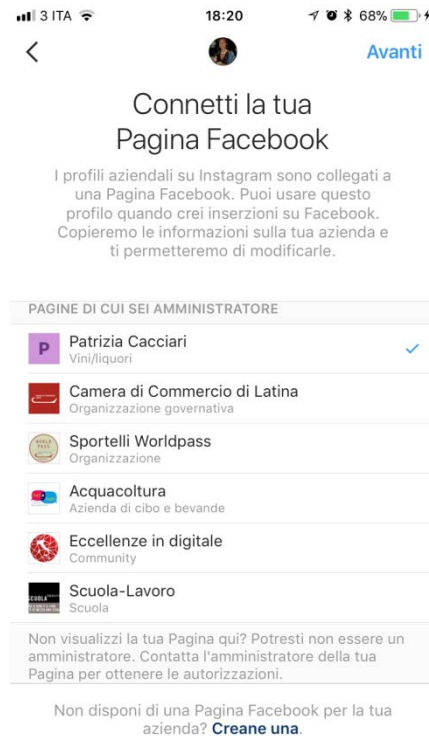 3 ITA 18:20 68%
Avanti
Connetti la tua
Pagina Facebook
I profili aziendali su Instagram sono collegati a
una Pagina Facebook. Puoi usare questo
profilo quando crei inserzioni su Facebook.
Copieremo le informazioni sulla tua azienda e
ti permetteremo di modificarle.
PAGINE DI CUI SEI AMMINISTRATORE
P
Patrizia Cacciari
Vini/liquori
Camera di Commercio di Latina
Organizzazione governativa
Sportelli Worldpass
Organizzazione
Acquacoltura
Azienda di cibo e bevande
Eccellenze in digitale
Community
SCUOLA
Scuola-Lavoro
Scuola
Non visualizzi la tua Pagina qui? Potresti non essere un
amministratore. Contatta l'amministratore della tua
Pagina per ottenere le autorizzazioni.
Non disponi di una Pagina Facebook per la tua
azienda? Creane una.